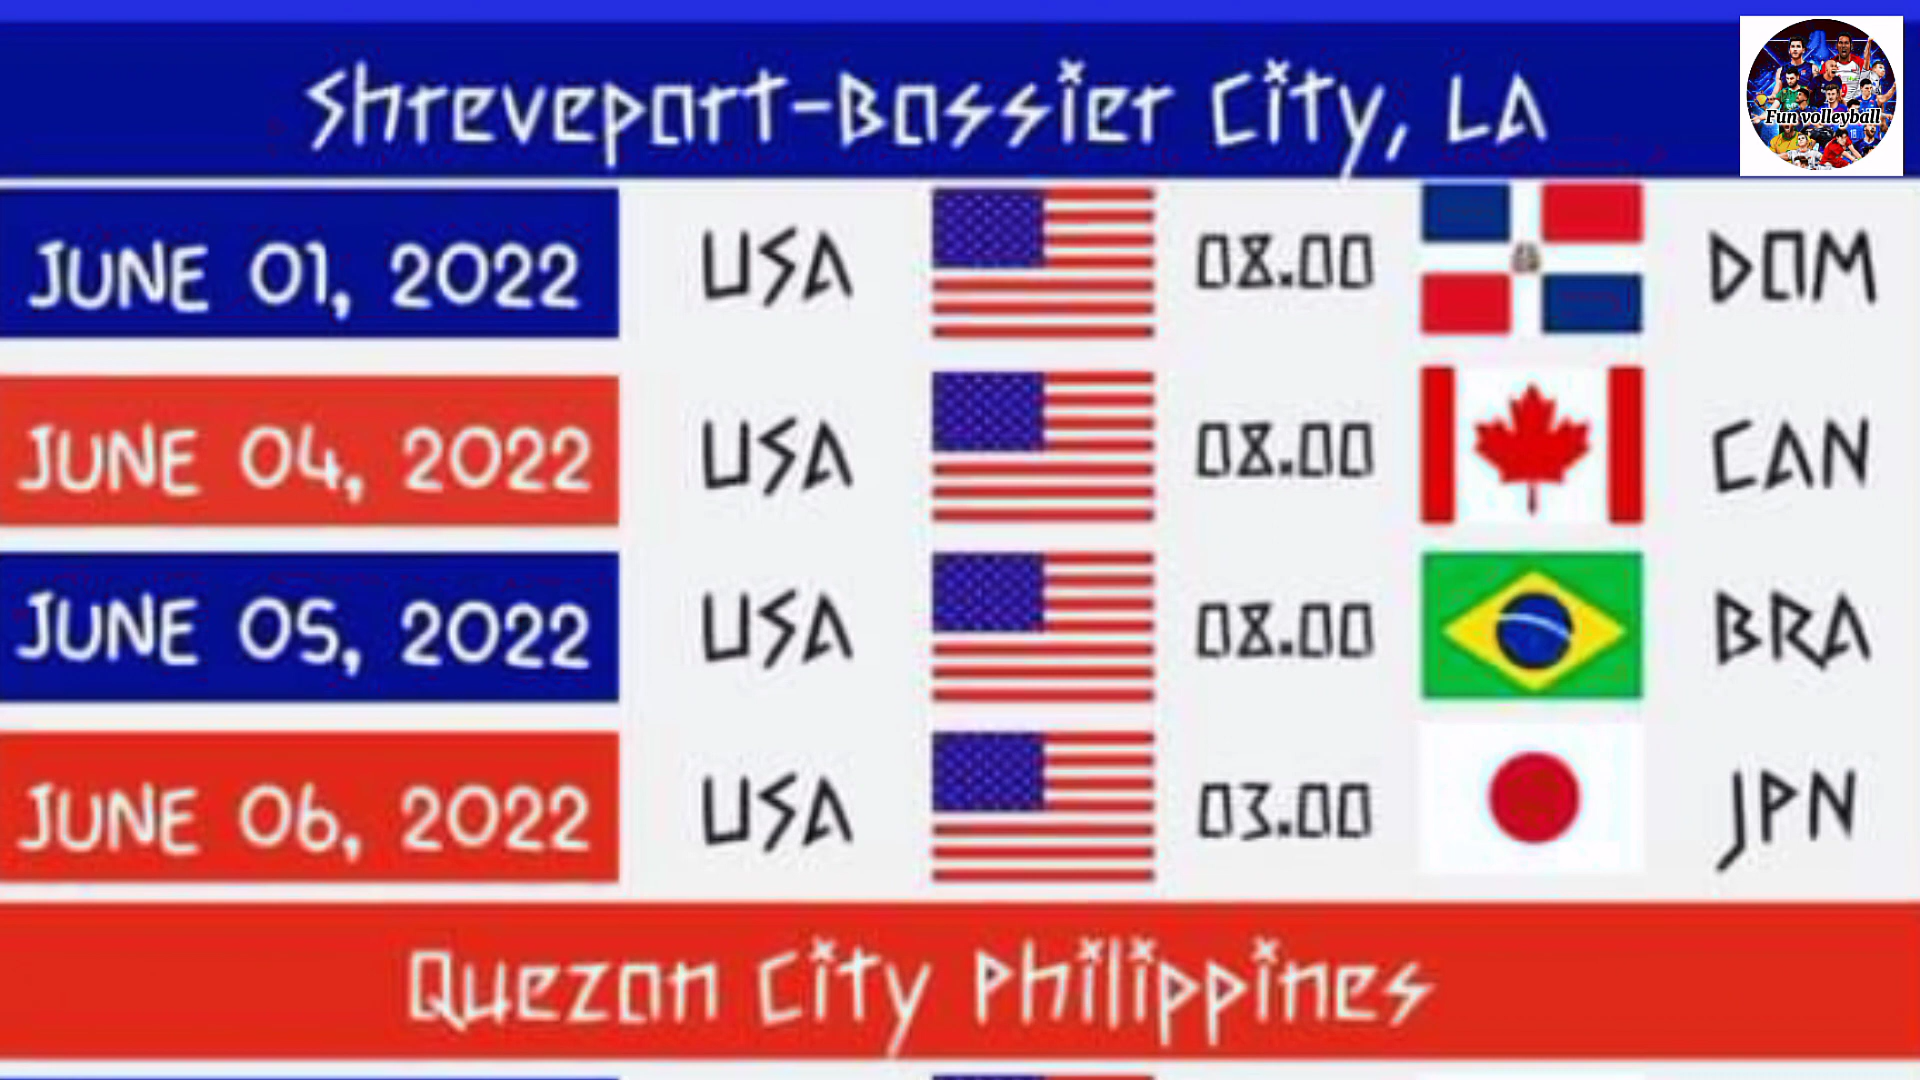 Shreveport-Bossier City, LA
Fun volleyball
JUNE 01, 2022 USA 08.00 DOM
JUNE 04, 2022 USA 08.00 CAN
JUNE 05, 2022 USA 08.00 BRA
JUNE 06, 2022 USA 03.00 JPN
Quezon City Philippines